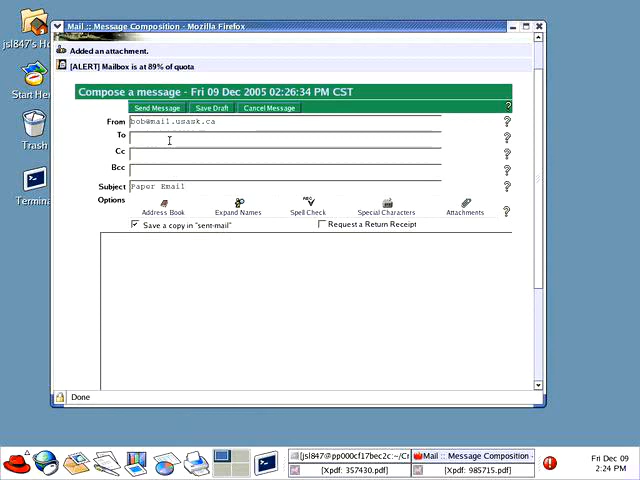 Mail :: Message Composition - Mozilla Firefox
Added an attachment.
[ALERT] Mailbox is at 89% of quota
Compose a message - Fri 09 Dec 2005 02:26:34 PM CST
Send Message Save Draft Cancel Message ?
From bob@mail.usask.ca ?
To ?
Cc ?
Bcc ?
Subject Paper Email ?
Options
Address Book Expand Names Spell Check Special Characters Attachments ?
Save a copy in "sent-mail" Request a Return Receipt
Done
jsl847's Ho
Start Her
Trash
Termina
[jsl847@pp000cf17bec2c:~/Cr
Mail :: Message Composition -
[Xpdf: 357430.pdf]
[Xpdf: 985715.pdf]
Fri Dec 09
2:24 PM